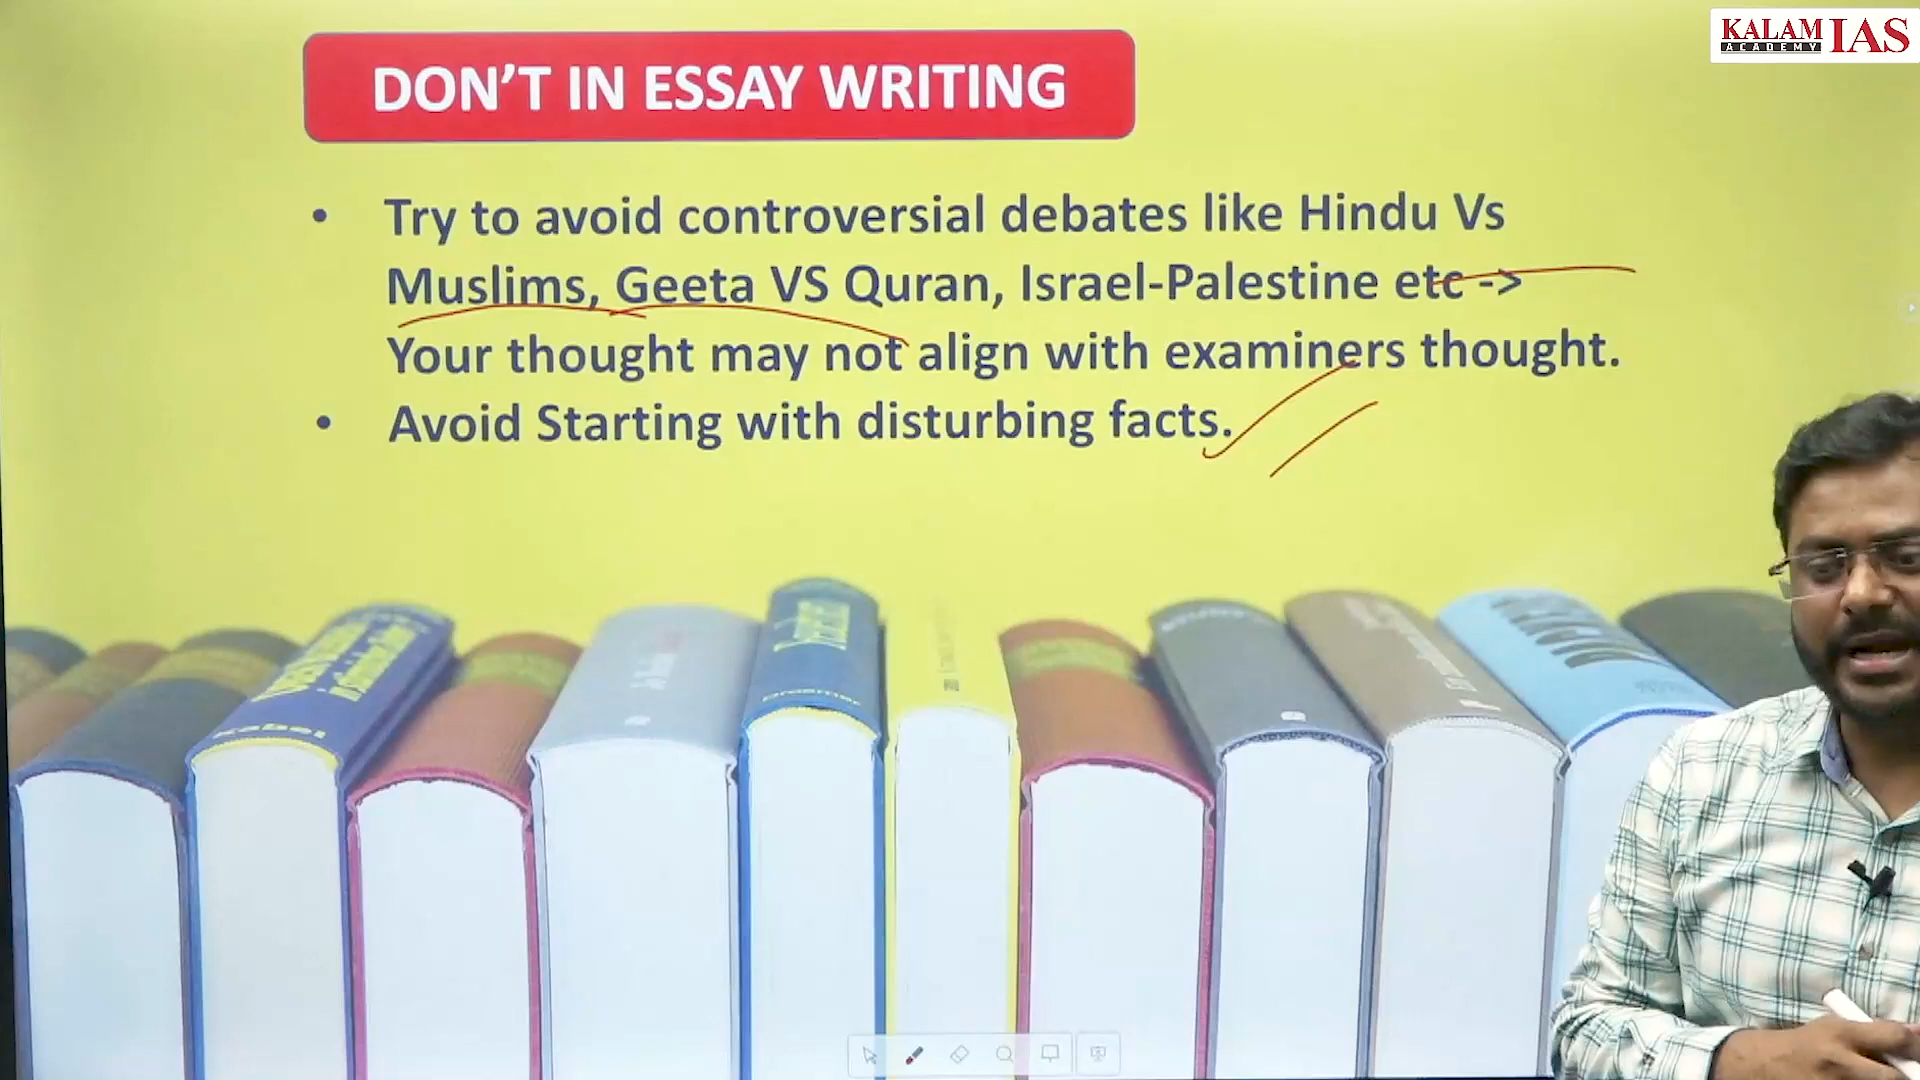 KALAM IAS
ACADEMY
DON'T IN ESSAY WRITING
• Try to avoid controversial debates like Hindu Vs
Muslims, Geeta VS Quran, Israel-Palestine etc ->
Your thought may not align with examiners thought.
• Avoid Starting with disturbing facts.
Kabel